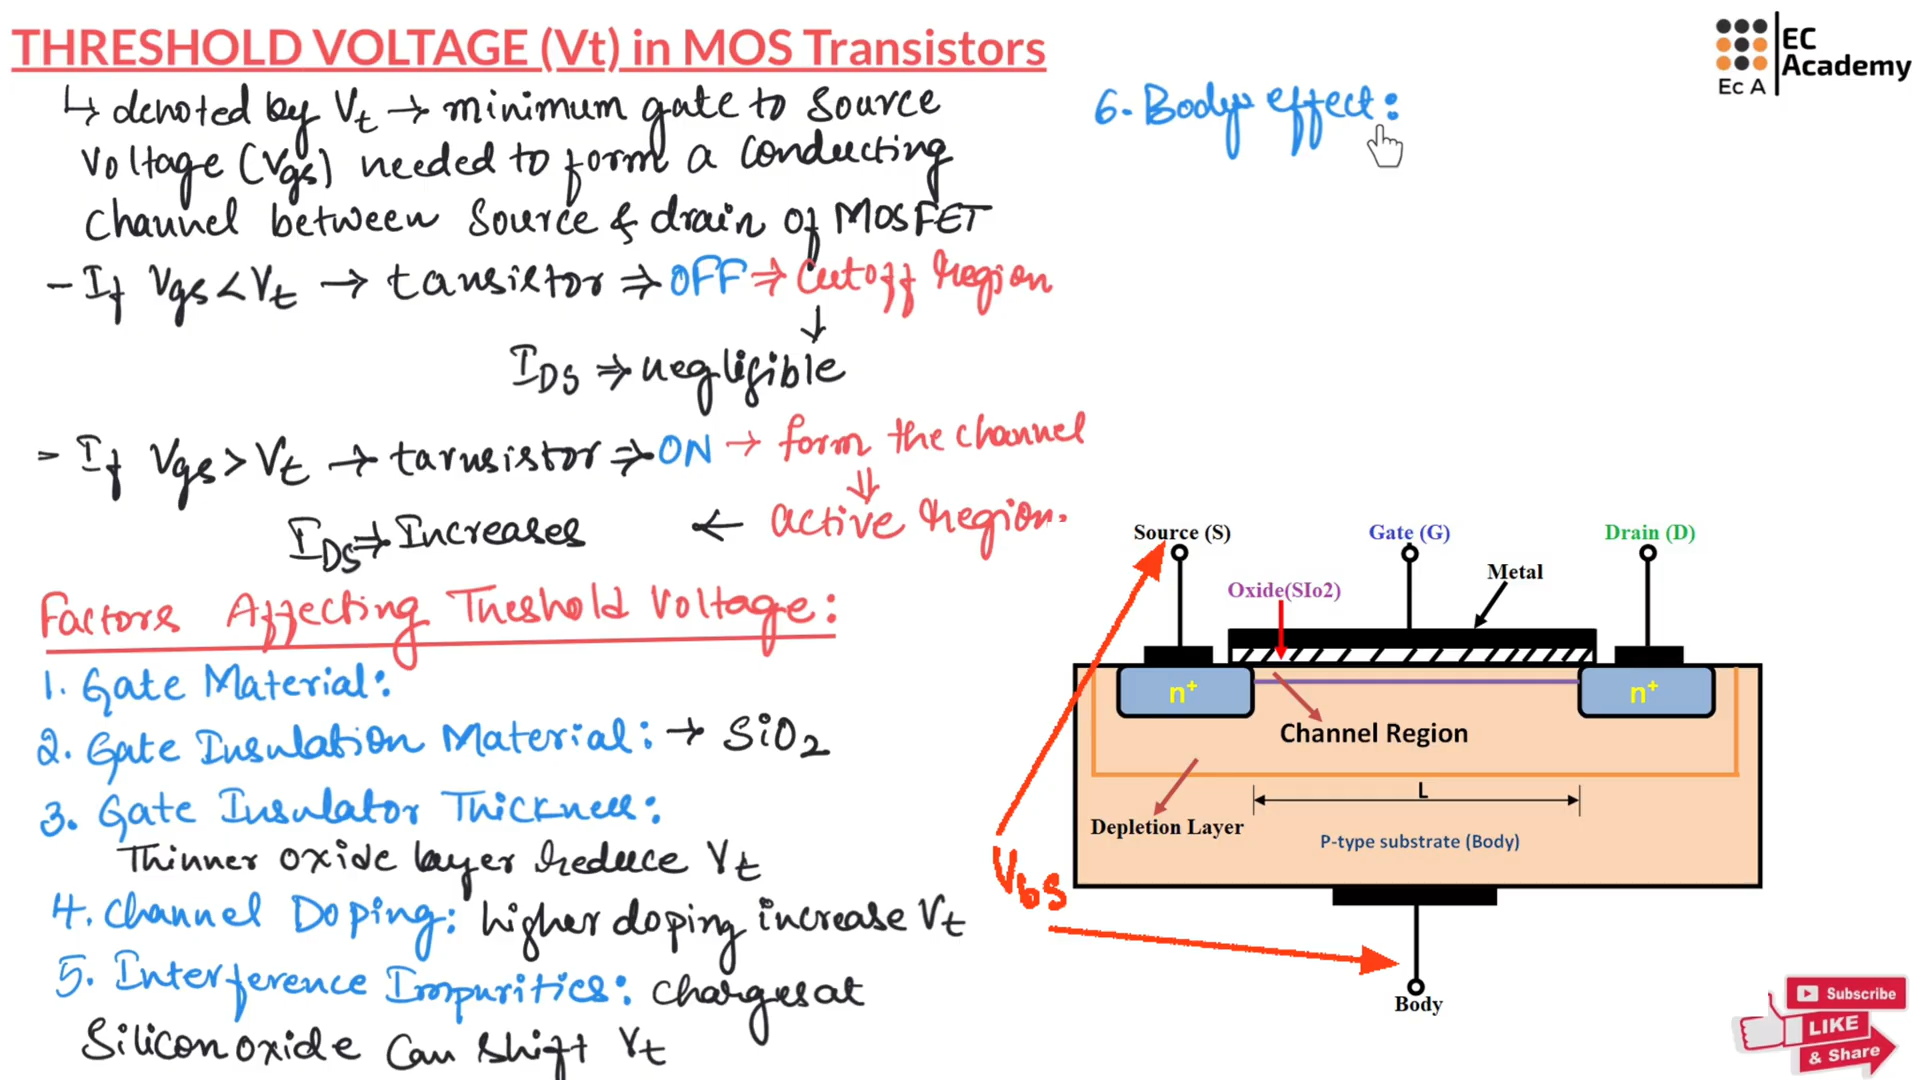 THRESHOLD VOLTAGE (Vt) in MOS Transistors
↳ denoted by Vt → minimum gate to source
voltage (Vgs) needed to form a conducting
channel between source & drain of MOSFET
- If Vgs < Vt → tansistor ⇒ OFF ⇒ Cutoff region
↓
IDS ⇒ negligible
- If Vgs > Vt → tarnsistor ⇒ ON → form the channel
⇓
IDS ⇒ Increases ← active region.
Factors Affecting Theshold Voltage:
1. Gate Material:
2. Gate Insulation Material: → SiO2
3. Gate Insulator Thickness:
Thinner oxide layer reduce Vt
4. Channel Doping: higher doping increase Vt
5. Interference Impurities: charges at
Silicon oxide can shift Vt
6. Body effect:
EC
Academy
Ec A
Source (S)
Gate (G)
Drain (D)
Metal
Oxide(SIo2)
n+
n+
Channel Region
L
Depletion Layer
P-type substrate (Body)
Vbs
Body
Subscribe
LIKE
& Share